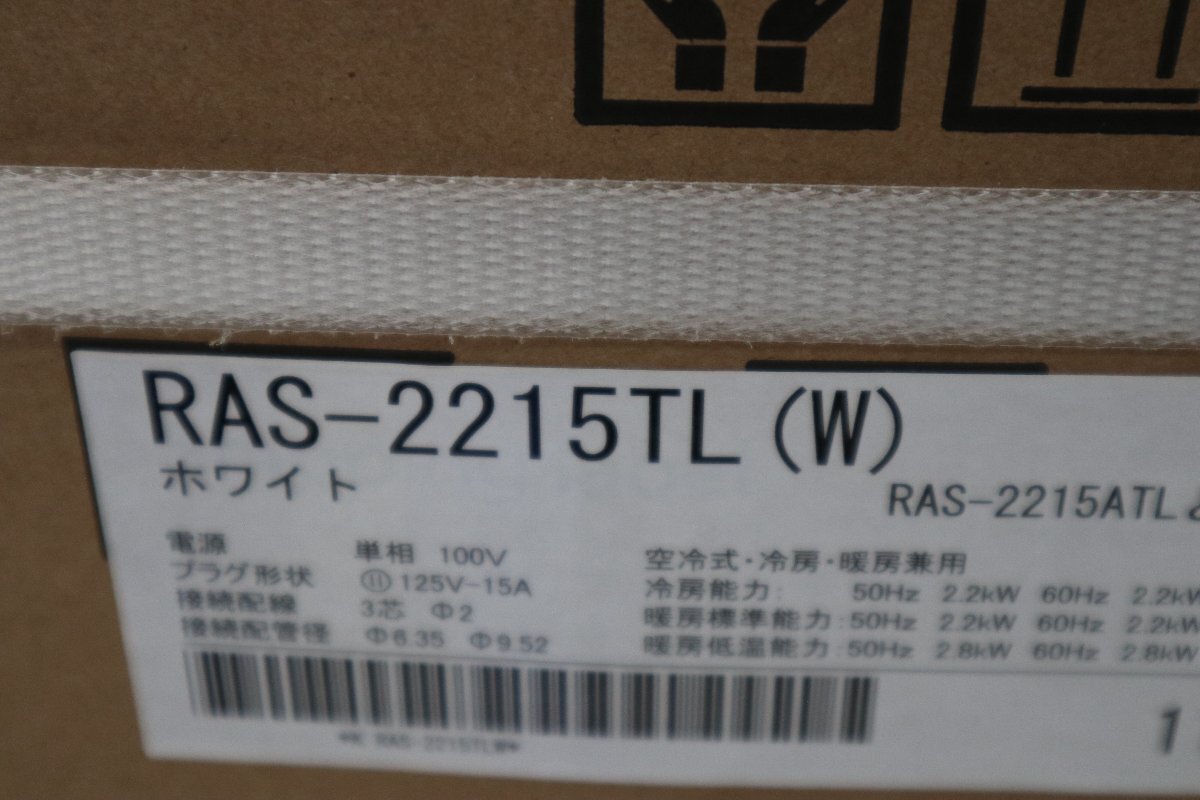 RAS-2215TL(W)
ホワイト
RAS-2215ATL
電源 単相 100V
プラグ形状 125V-15A
接続配線 3芯 Φ2
接続配管径 Φ6.35 Φ9.52
空冷式・冷房・暖房兼用
冷房能力: 50Hz 2.2kW 60Hz 2.2kW
暖房標準能力:50Hz 2.2kW 60Hz 2.2kW
暖房低温能力:50Hz 2.8kW 60Hz 2.8kW
RAS-2215TLW*
1